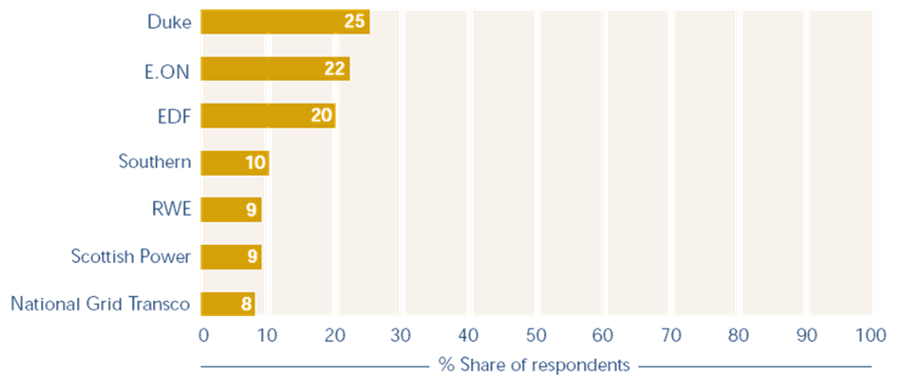 Duke 25
E.ON 22
EDF 20
Southern 10
RWE 9
Scottish Power 9
National Grid Transco 8
0 10 20 30 40 50 60 70 80 90 100
% Share of respondents